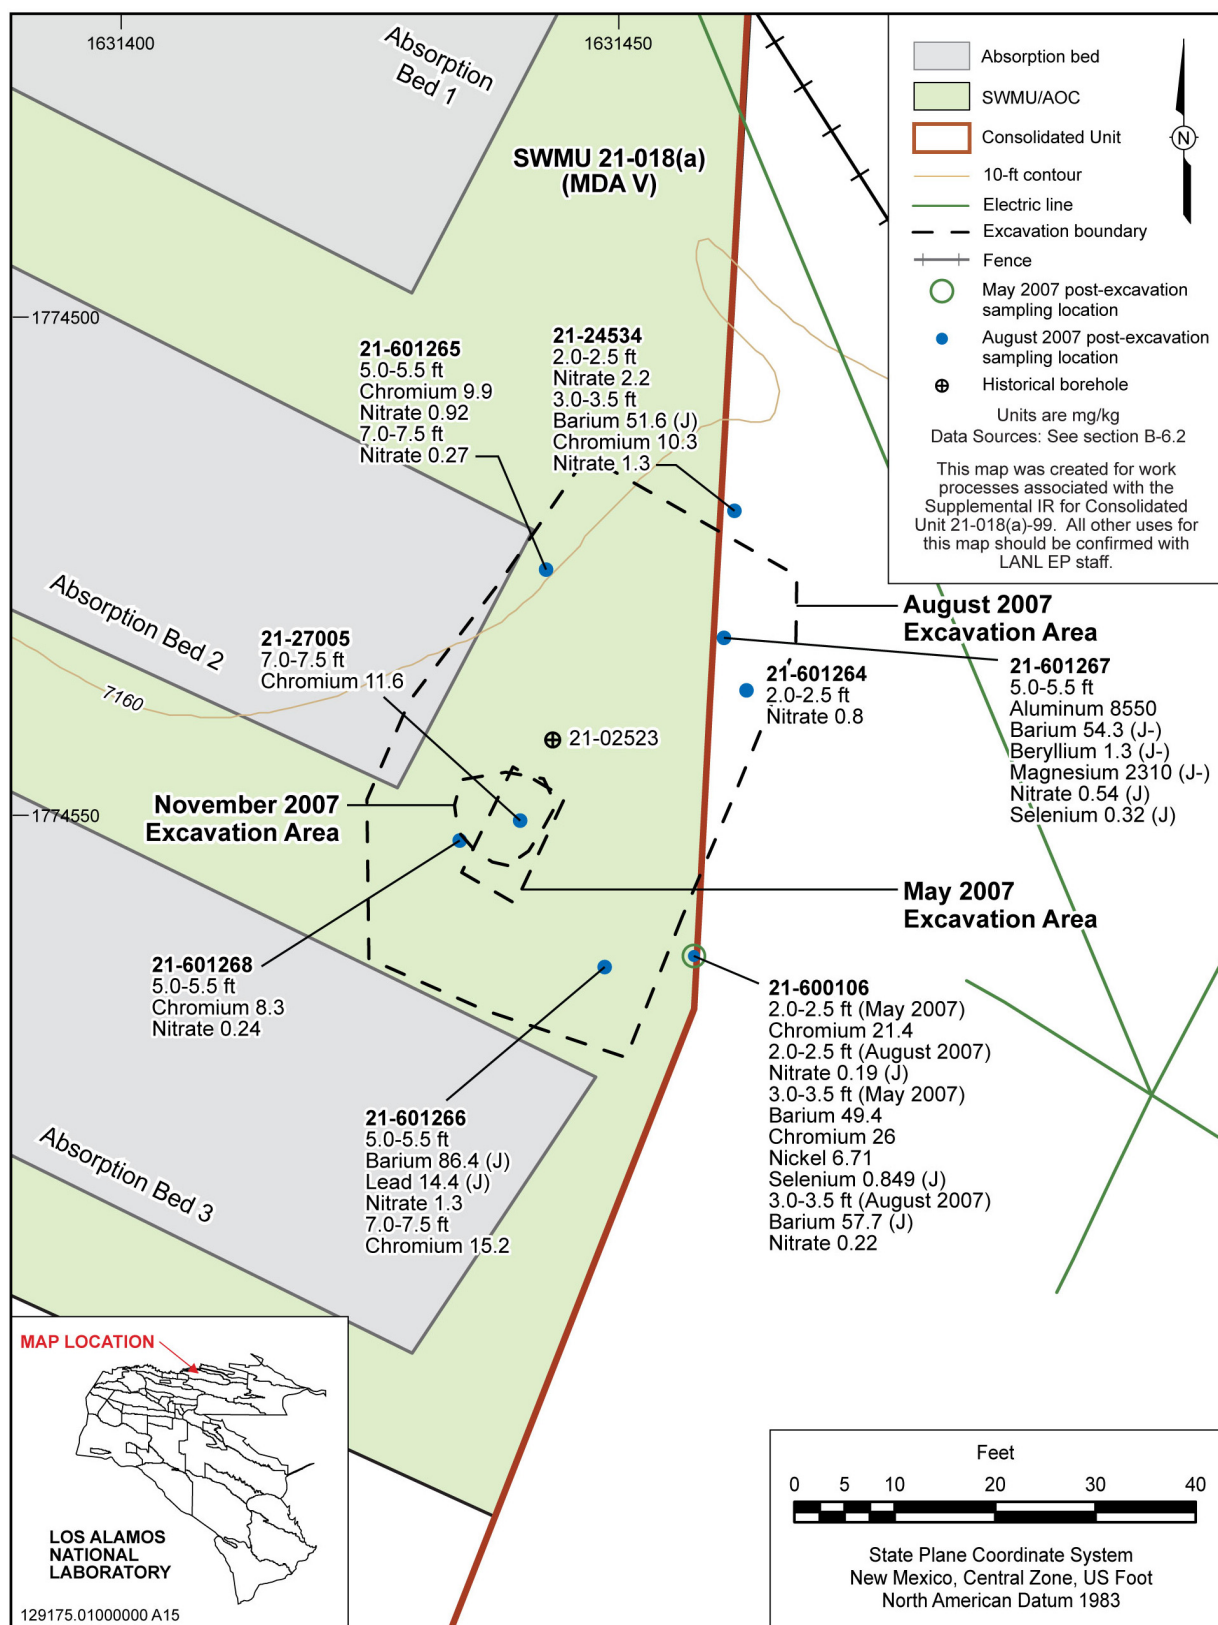 1631400
1631450
Absorption
Bed 1
SWMU 21-018(a)
(MDA V)
Absorption bed
SWMU/AOC
Consolidated Unit
10-ft contour
Electric line
Excavation boundary
Fence
May 2007 post-excavation
sampling location
August 2007 post-excavation
sampling location
Historical borehole
Units are mg/kg
Data Sources: See section B-6.2
This map was created for work
processes associated with the
Supplemental IR for Consolidated
Unit 21-018(a)-99. All other uses for
this map should be confirmed with
LANL EP staff.
N
1774500
21-601265
5.0-5.5 ft
Chromium 9.9
Nitrate 0.92
7.0-7.5 ft
Nitrate 0.27
21-24534
2.0-2.5 ft
Nitrate 2.2
3.0-3.5 ft
Barium 51.6 (J)
Chromium 10.3
Nitrate 1.3
Absorption Bed 2
7160
21-27005
7.0-7.5 ft
Chromium 11.6
August 2007
Excavation Area
21-601264
2.0-2.5 ft
Nitrate 0.8
21-601267
5.0-5.5 ft
Aluminum 8550
Barium 54.3 (J-)
Beryllium 1.3 (J-)
Magnesium 2310 (J-)
Nitrate 0.54 (J)
Selenium 0.32 (J)
21-02523
1774550
November 2007
Excavation Area
May 2007
Excavation Area
21-601268
5.0-5.5 ft
Chromium 8.3
Nitrate 0.24
21-600106
2.0-2.5 ft (May 2007)
Chromium 21.4
2.0-2.5 ft (August 2007)
Nitrate 0.19 (J)
3.0-3.5 ft (May 2007)
Barium 49.4
Chromium 26
Nickel 6.71
Selenium 0.849 (J)
3.0-3.5 ft (August 2007)
Barium 57.7 (J)
Nitrate 0.22
21-601266
5.0-5.5 ft
Barium 86.4 (J)
Lead 14.4 (J)
Nitrate 1.3
7.0-7.5 ft
Chromium 15.2
Absorption Bed 3
MAP LOCATION
LOS ALAMOS
NATIONAL
LABORATORY
129175.01000000 A15
Feet
0 5 10 20 30 40
State Plane Coordinate System
New Mexico, Central Zone, US Foot
North American Datum 1983